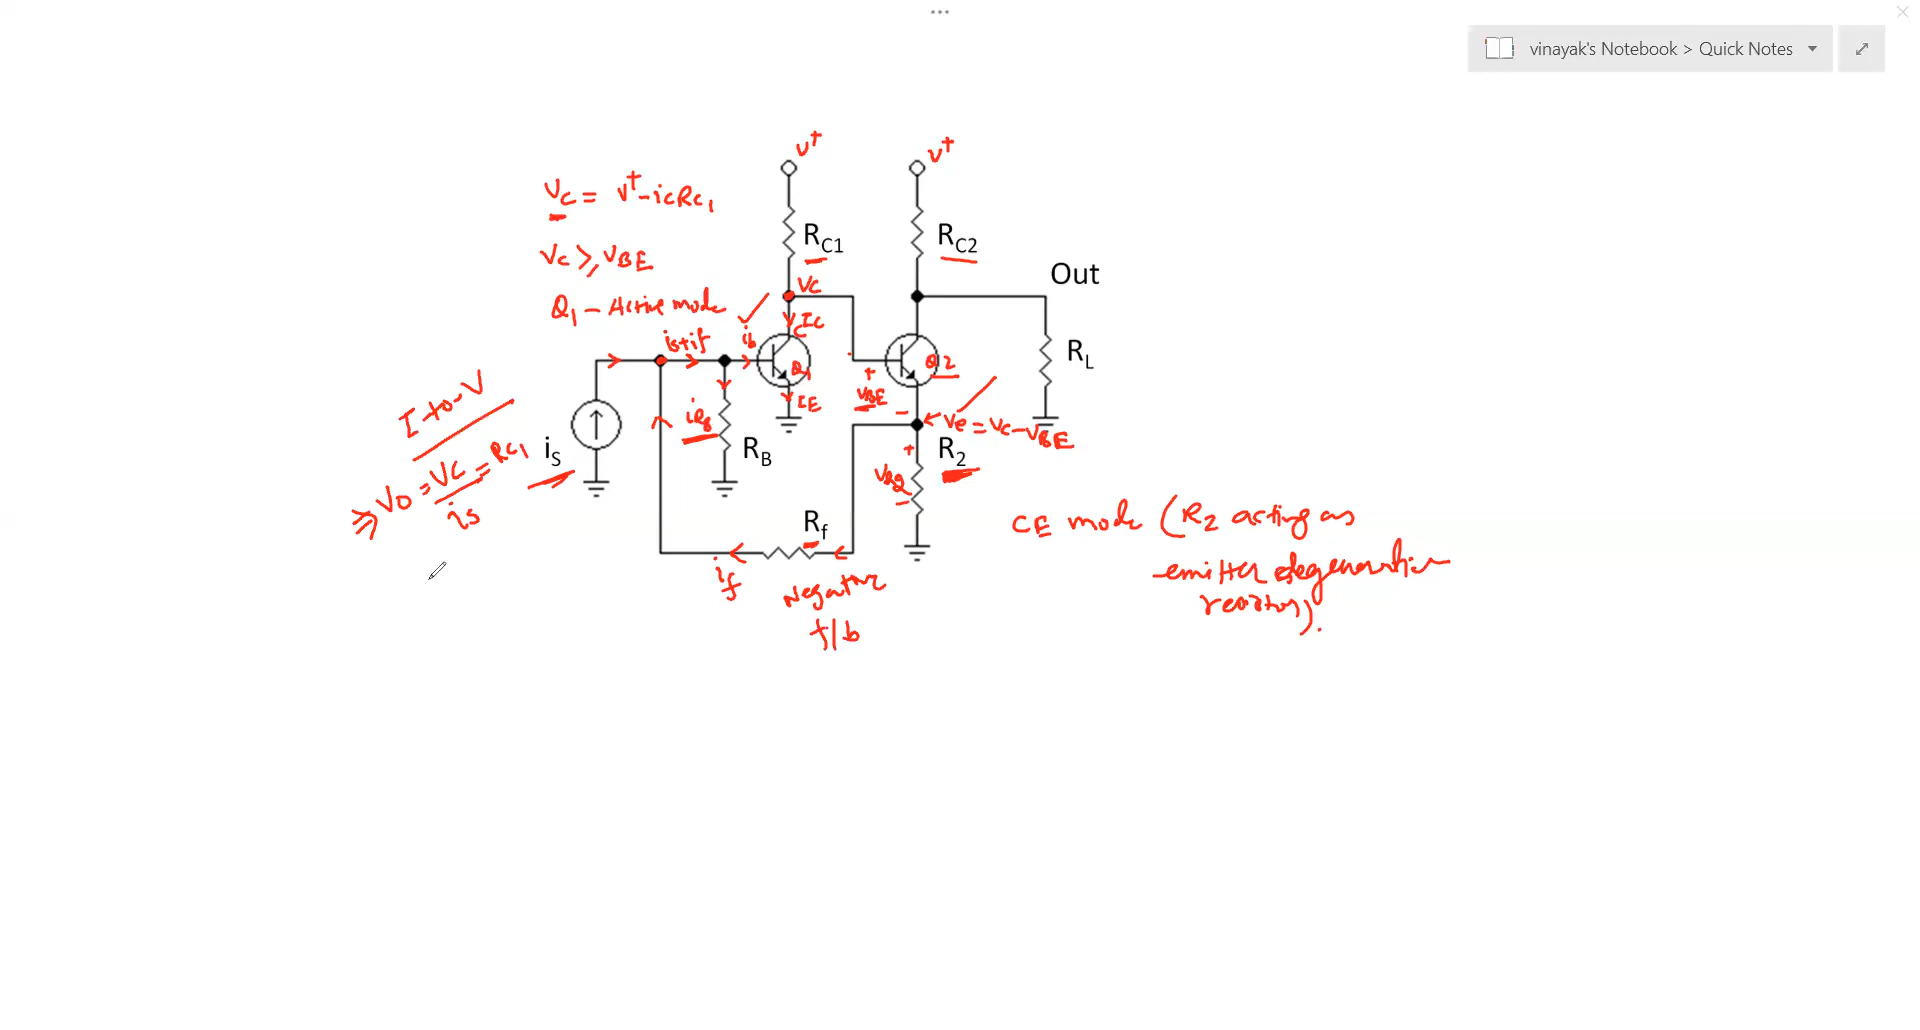 vinayak's Notebook > Quick Notes
V⁺
V⁺
Vc = V⁺ - icRc₁
RC1
RC2
Vc ≥ VBE
Out
Vc
Q₁ - Active mode
Ic
is+if
ib
C
Q₁
Q2
RL
I-to-V
+
VBE
-
IE
iRB
Ve = Vc - VBE
iS
RB
+
R2
VR2
-
⇒ Vo = Vc/is = Rc₁
Rf
CE mode (R₂ acting as
emitter degeneration
resistor).
if
Negative
f/b